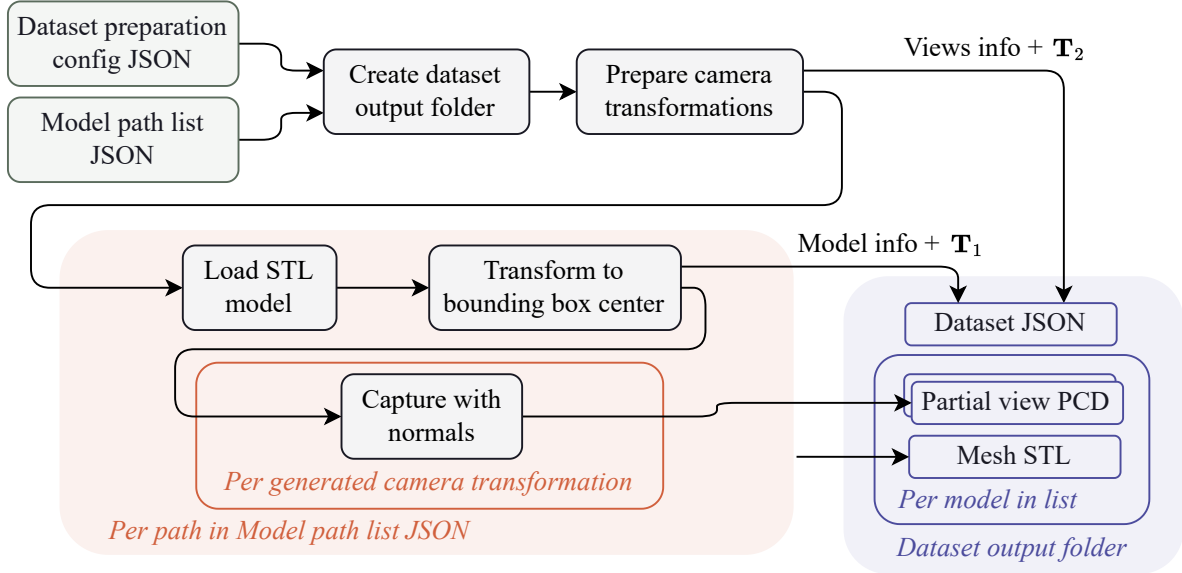 Dataset preparation
config JSON
Model path list
JSON
Create dataset
output folder
Prepare camera
transformations
Views info + T₂
Load STL
model
Transform to
bounding box center
Model info + T₁
Capture with
normals
Per generated camera transformation
Per path in Model path list JSON
Dataset JSON
Partial view PCD
Mesh STL
Per model in list
Dataset output folder